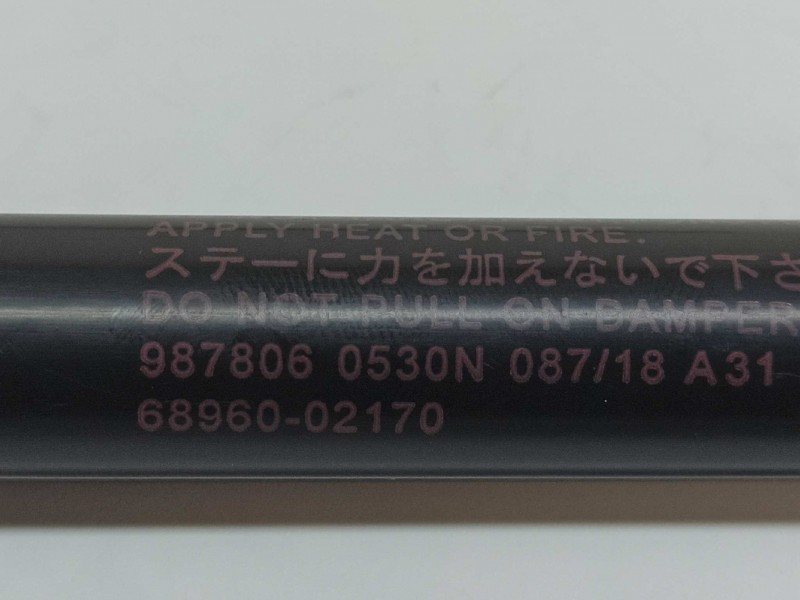 APPLY HEAT OR FIRE.
ステーに力を加えないで下さ
DO NOT PULL ON DAMPER
987806 0530N 087/18 A31
68960-02170